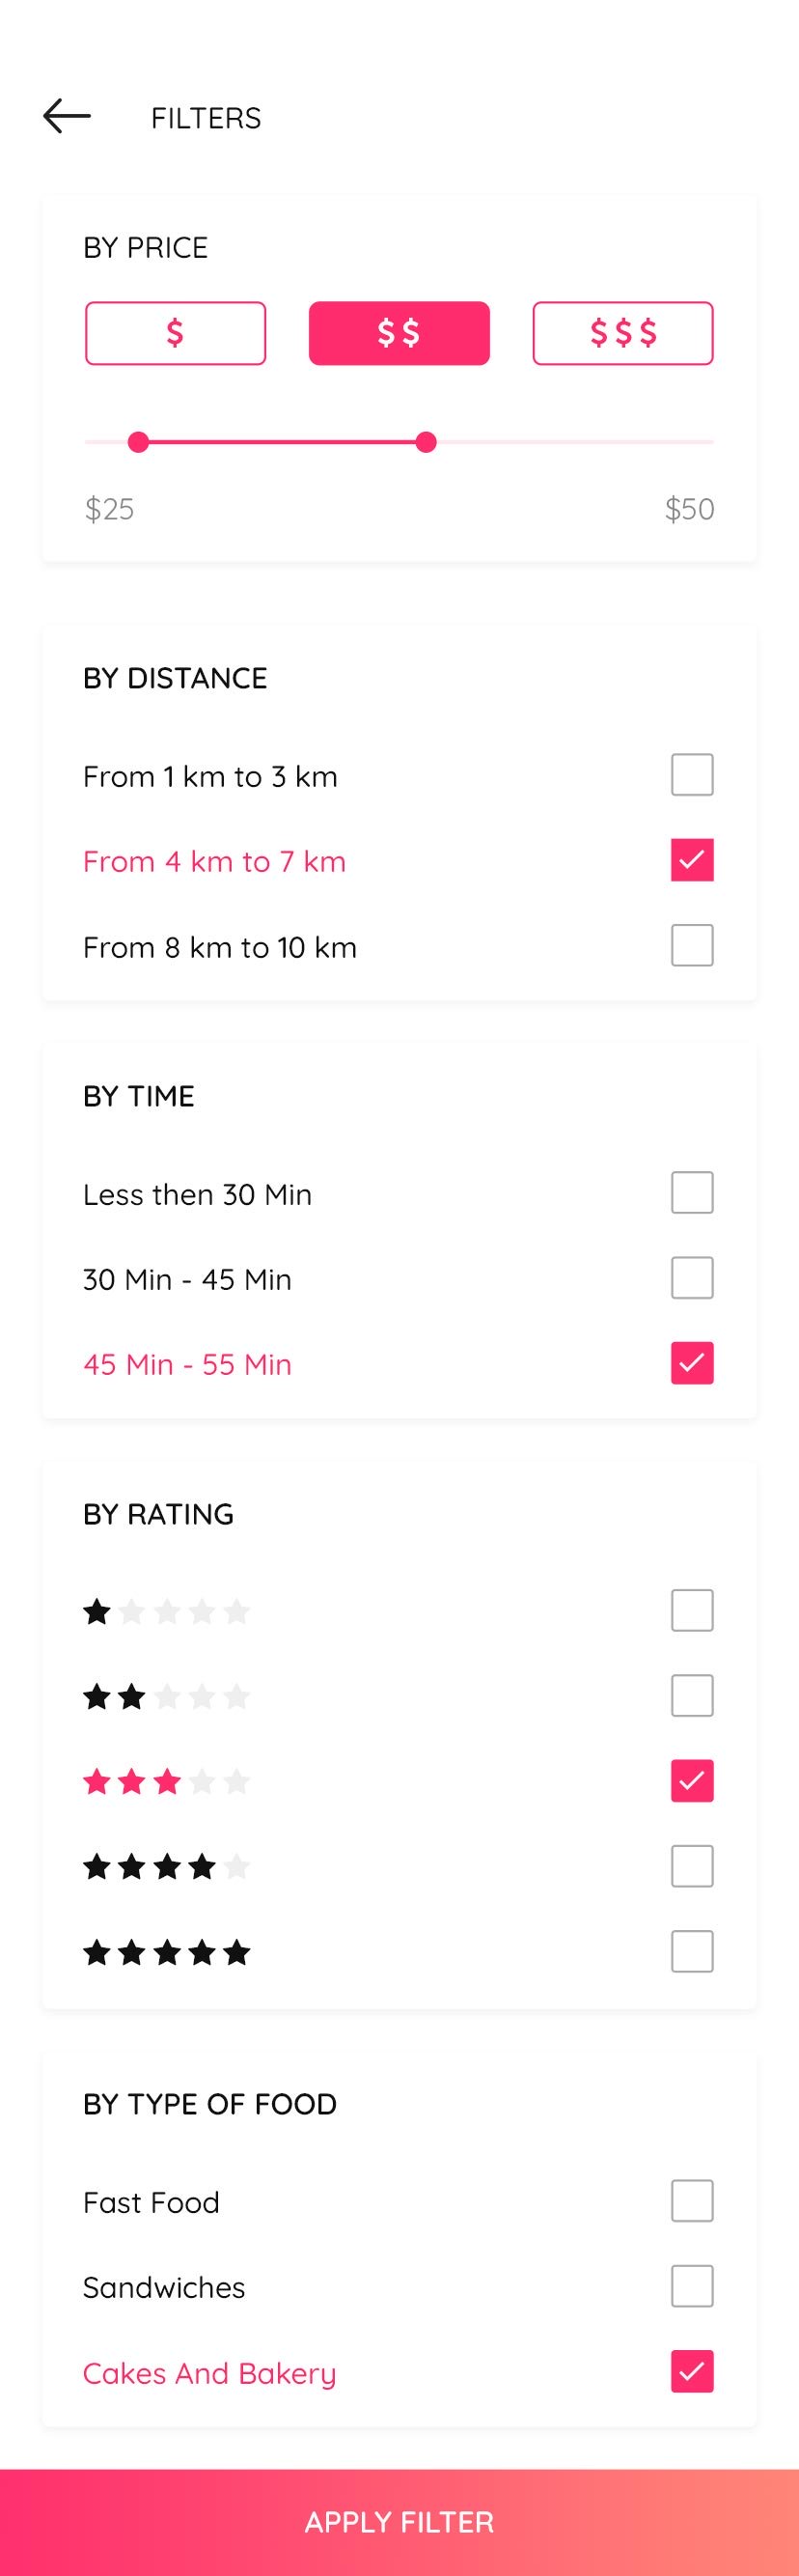 FILTERS
BY PRICE
$ $$ $$$
$25 $50
BY DISTANCE
From 1 km to 3 km
From 4 km to 7 km
From 8 km to 10 km
BY TIME
Less then 30 Min
30 Min - 45 Min
45 Min - 55 Min
BY RATING
BY TYPE OF FOOD
Fast Food
Sandwiches
Cakes And Bakery
APPLY FILTER